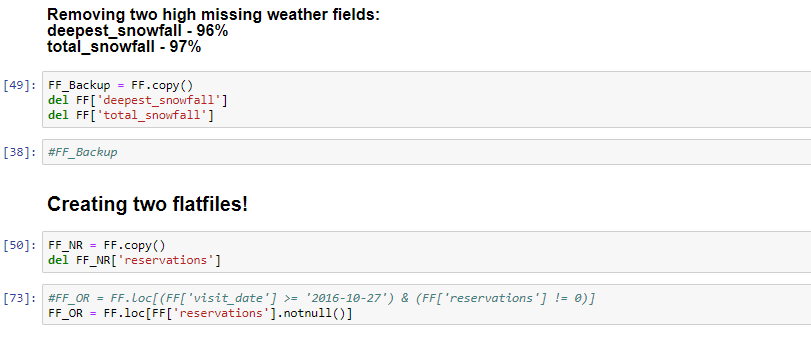 Removing two high missing weather fields:
deepest_snowfall - 96%
total_snowfall - 97%
[49]: FF_Backup = FF.copy()
del FF['deepest_snowfall']
del FF['total_snowfall']
[38]: #FF_Backup
Creating two flatfiles!
[50]: FF_NR = FF.copy()
del FF_NR['reservations']
[73]: #FF_OR = FF.loc[(FF['visit_date'] >= '2016-10-27') & (FF['reservations'] != 0)]
FF_OR = FF.loc[FF['reservations'].notnull()]